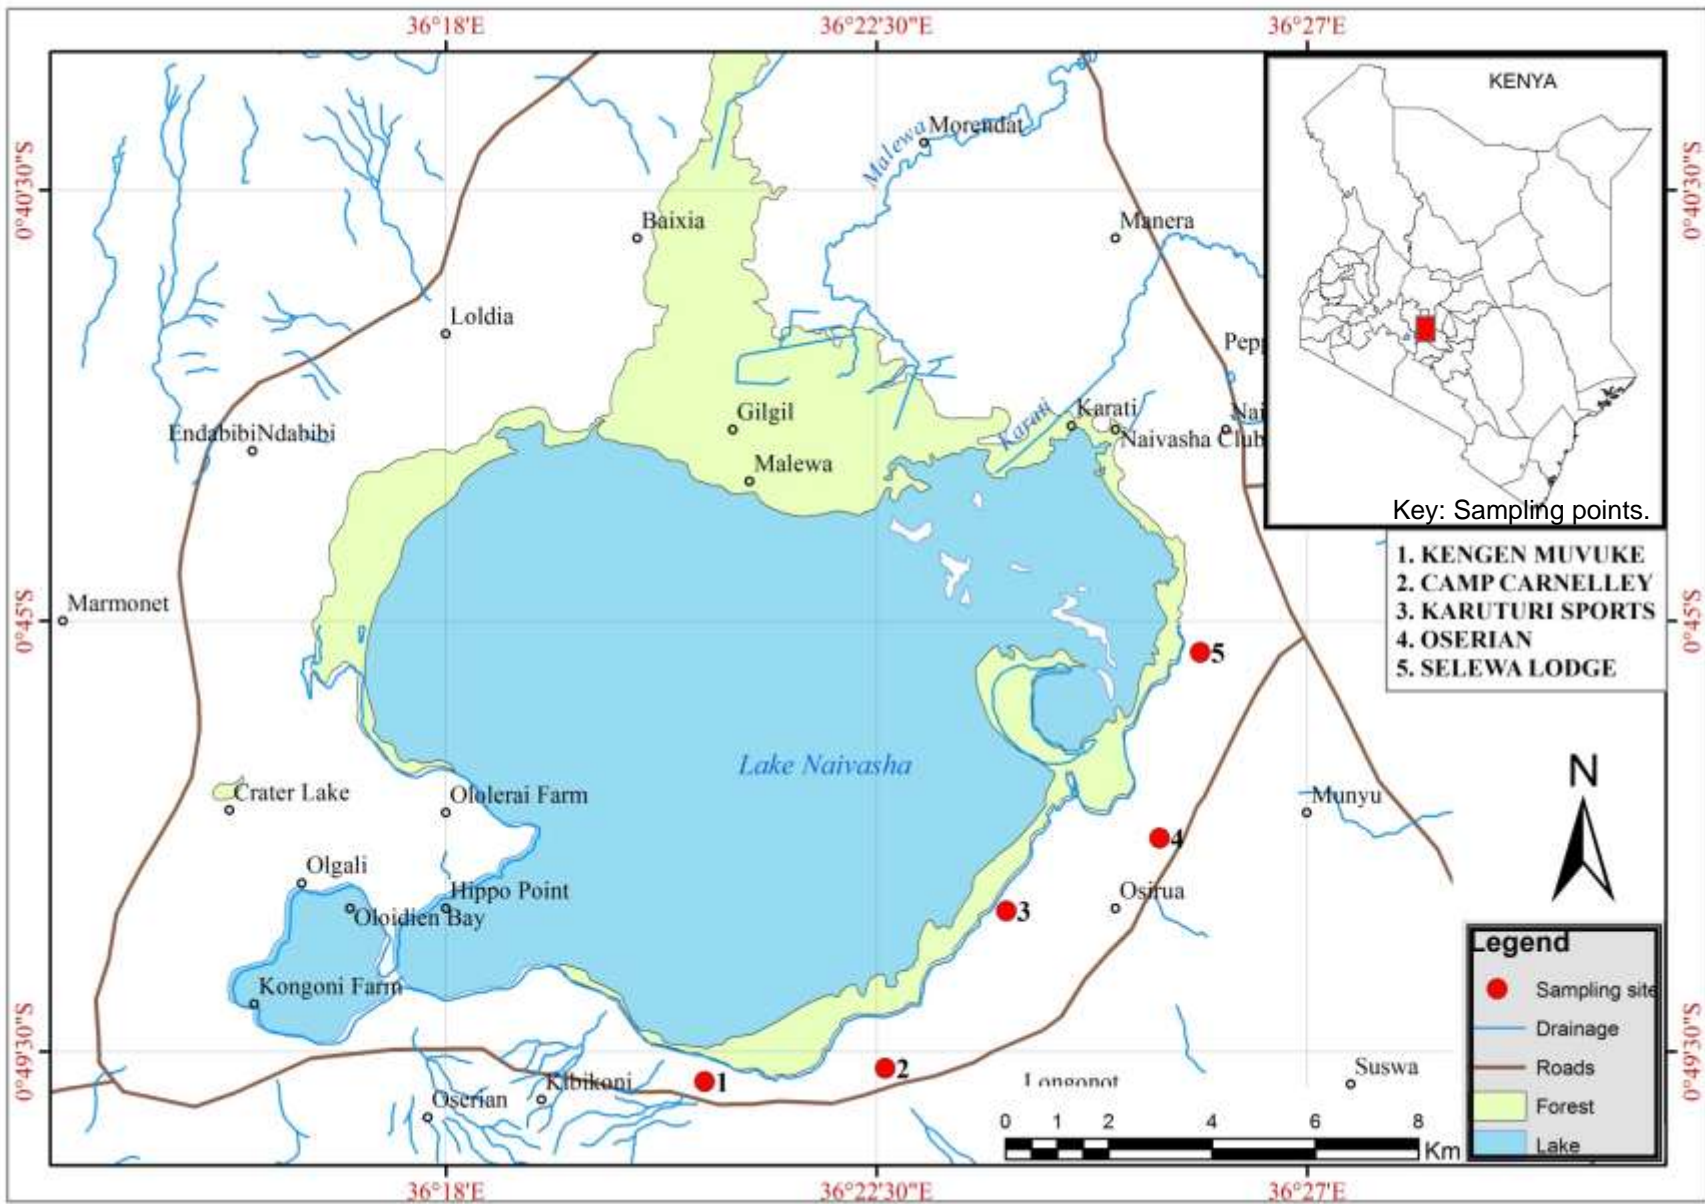 36°18'E
36°22'30"E
36°27'E
KENYA
Morendat
Malewa
0°40'30"S
0°40'30"S
Baixia
Manera
Loldia
Pepp
Gilgil
Karati
Karati
Nai
EndabibiNdabibi
Naivasha Club
Malewa
Key: Sampling points.
1. KENGEN MUVUKE
2. CAMP CARNELLEY
3. KARUTURI SPORTS
4. OSERIAN
5. SELEWA LODGE
Marmonet
0°45'S
0°45'S
5
Lake Naivasha
N
Crater Lake
Ololerai Farm
Munyu
4
Olgali
Hippo Point
Osirua
Oloidien Bay
3
Legend
Kongoni Farm
Sampling site
Drainage
0°49'30"S
0°49'30"S
Roads
Suswa
2
Longonot
Kibikoni
1
Oserian
Forest
0 1 2 4 6 8
Km
Lake
36°18'E
36°22'30"E
36°27'E